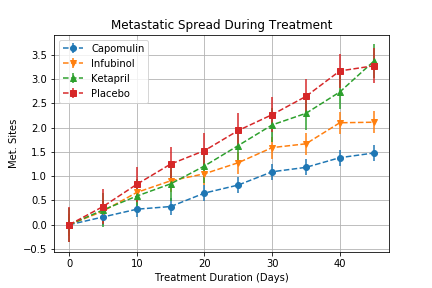 Metastatic Spread During Treatment
Capomulin
Infubinol
Ketapril
Placebo
Met. Sites
3.5
3.0
2.5
2.0
1.5
1.0
0.5
0.0
−0.5
0
10
20
30
40
Treatment Duration (Days)